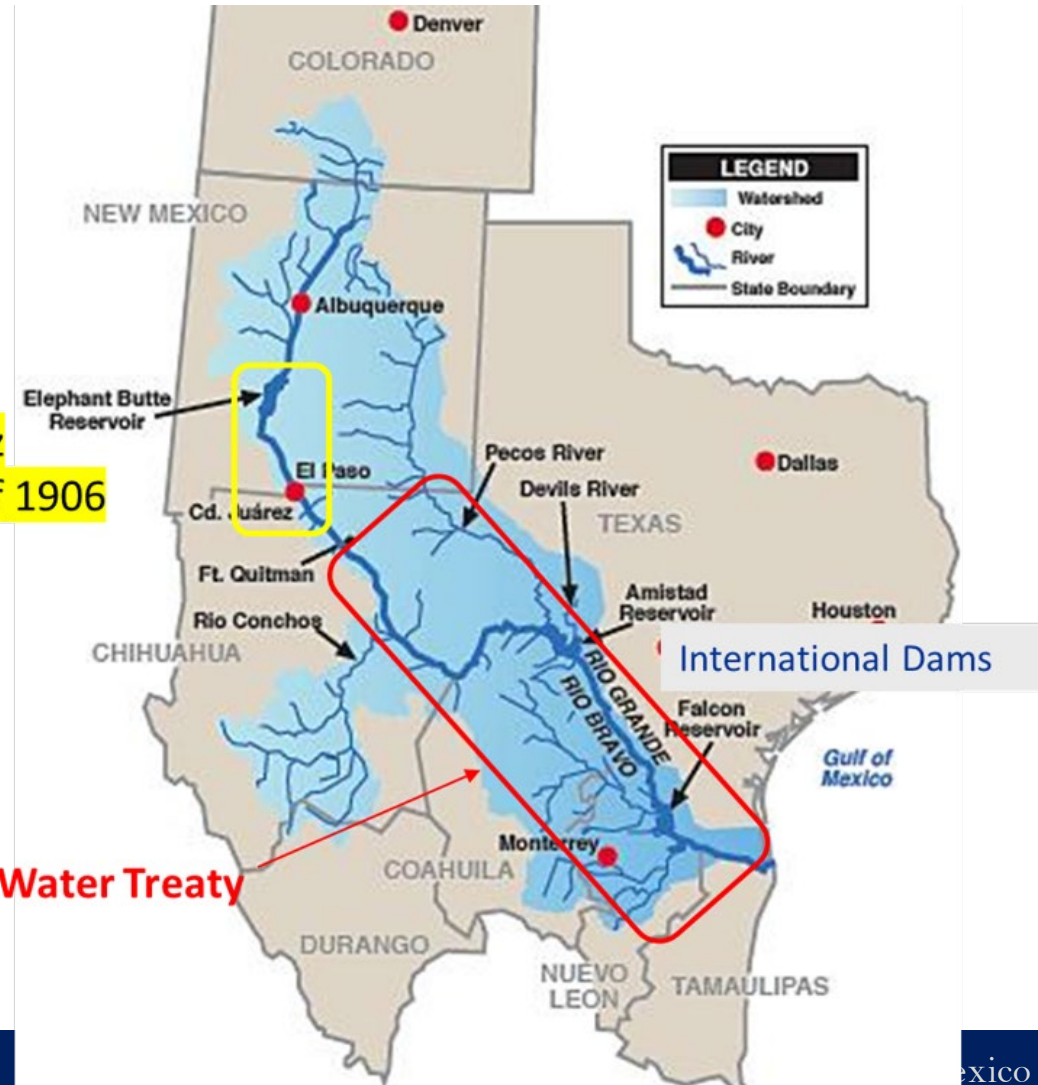 Denver
COLORADO
LEGEND
Watershed
City
River
State Boundary
NEW MEXICO
Albuquerque
Elephant Butte
Reservoir
El Paso
f 1906
Cd. Juárez
Pecos River
Devils River
Dallas
TEXAS
Ft. Quitman
Rio Conchos
Amistad
Reservoir
Houston
CHIHUAHUA
International Dams
RIO GRANDE
RIO BRAVO
Falcon
Reservoir
Gulf of
Mexico
Monterrey
Water Treaty
COAHUILA
DURANGO
NUEVO
LEON
TAMAULIPAS
exico